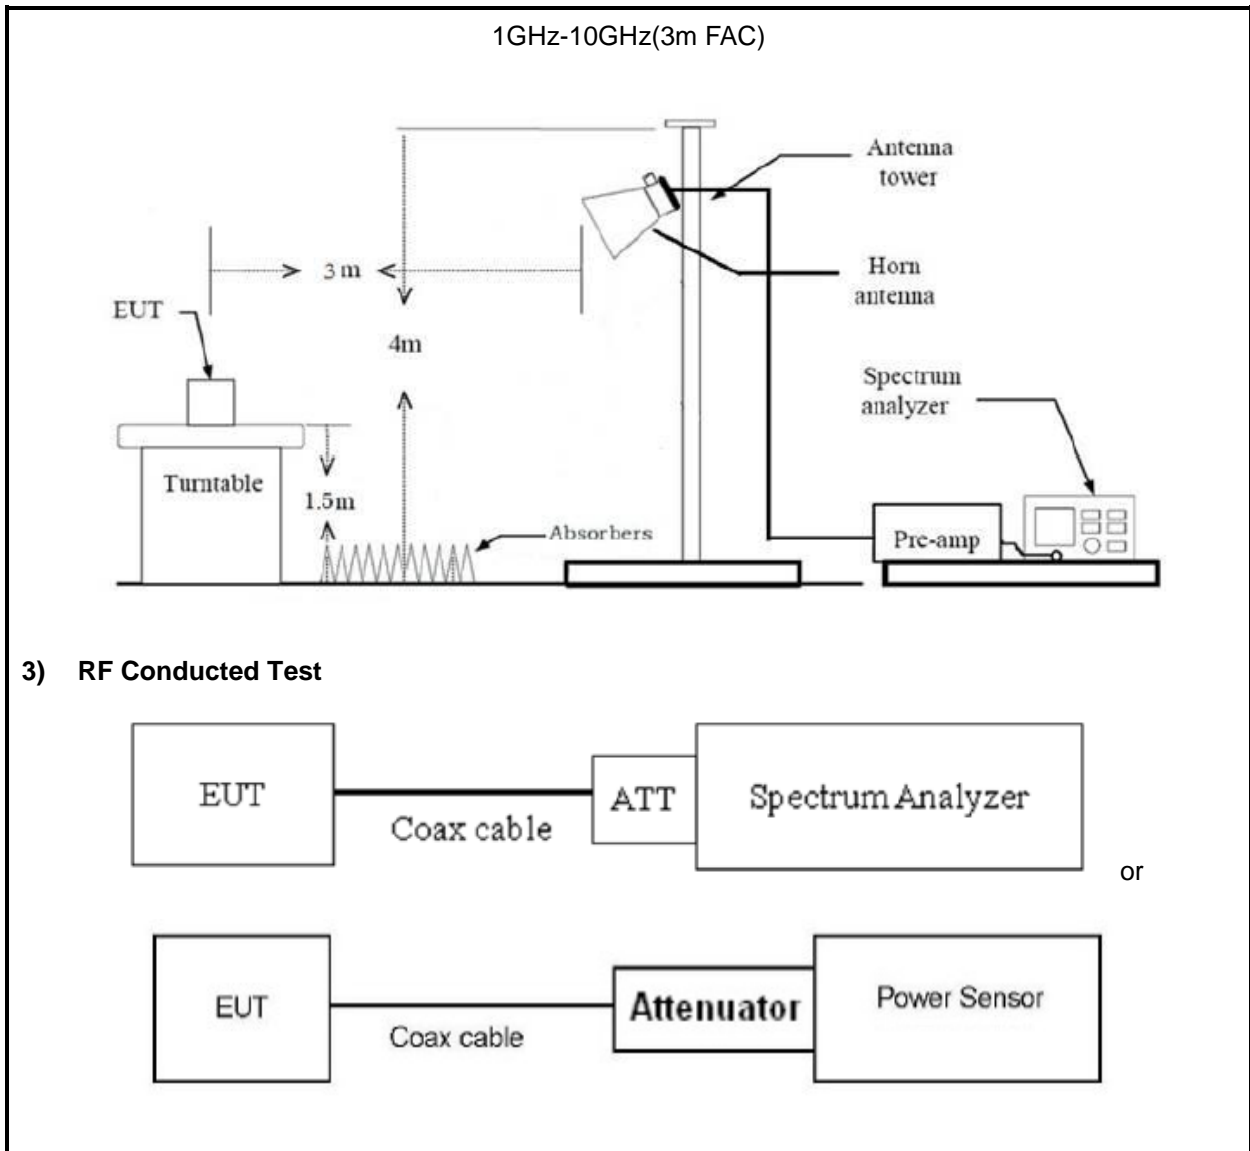 1GHz-10GHz(3m FAC)
Antenna
tower
3 m
Horn
antenna
EUT
4m
Spectrum
analyzer
Turntable
1.5m
Absorbers
Pre-amp
3) RF Conducted Test
EUT
Coax cable
ATT
Spectrum Analyzer
or
EUT
Coax cable
Attenuator
Power Sensor